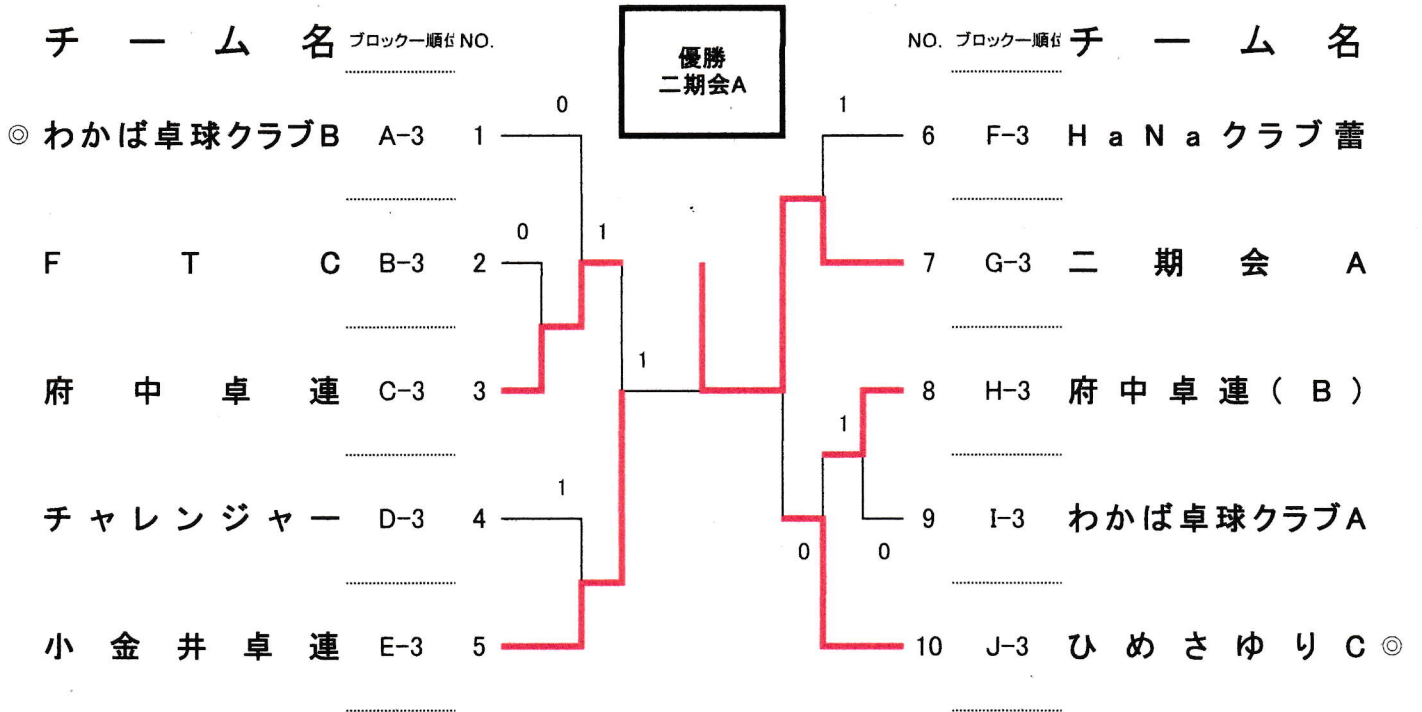 チーム名 ブロックー順位 NO.
優勝
二期会A
NO. ブロックー順位 チーム名
0
1
◎ わかば卓球クラブB A-3 1
6 F-3 HaNaクラブ蕾
0
1
FTC B-3 2
7 G-3 二期会A
1
府中卓連 C-3 3
8 H-3 府中卓連(B)
1
1
チャレンジャー D-3 4
9 I-3 わかば卓球クラブA
0
0
小金井卓連 E-3 5
10 J-3 ひめさゆりC ◎